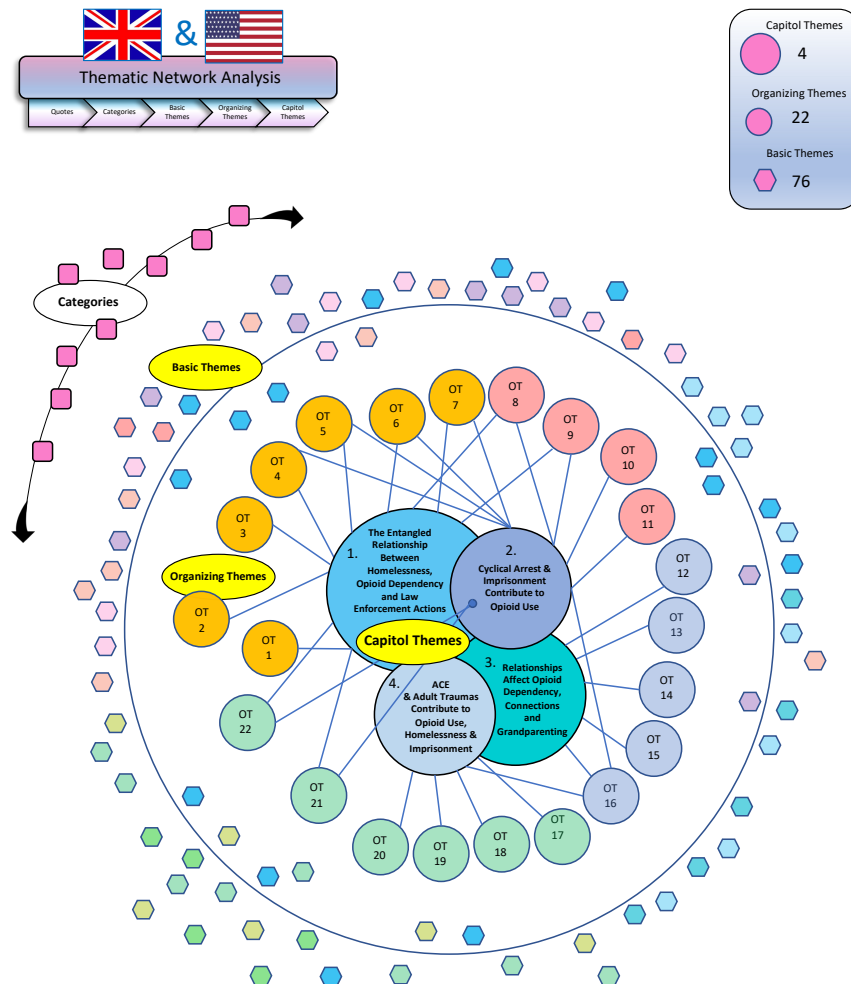 &
Thematic Network Analysis
Quotes
Categories
Basic
Themes
Organizing
Themes
Capitol
Themes
Capitol Themes
4
Organizing Themes
22
Basic Themes
76
Categories
Basic Themes
OT
1
OT
2
OT
3
OT
4
OT
5
OT
6
OT
7
OT
8
OT
9
OT
10
OT
11
OT
12
OT
13
OT
14
OT
15
OT
16
OT
17
OT
18
OT
19
OT
20
OT
21
OT
22
Organizing Themes
1.
The Entangled
Relationship
Between
Homelessness,
Opioid Dependency
and Law
Enforcement Actions
2.
Cyclical Arrest &
Imprisonment
Contribute to
Opioid Use
Capitol Themes
3.
Relationships
Affect Opioid
Dependency,
Connections
and
Grandparenting
4.
ACE
& Adult Traumas
Contribute to
Opioid Use,
Homelessness &
Imprisonment